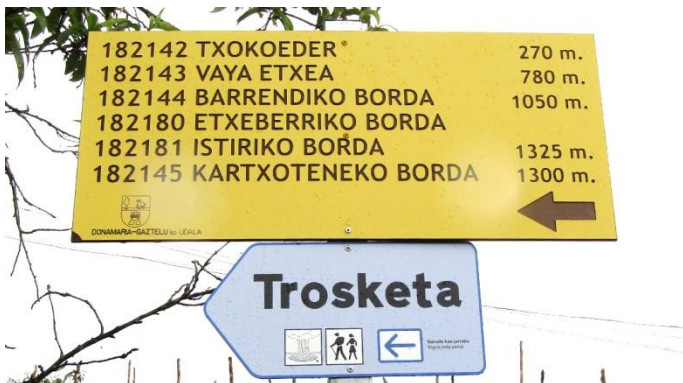 182142 TXOKOEDER 270 m.
182143 VAYA ETXEA 780 m.
182144 BARRENDIKO BORDA 1050 m.
182180 ETXEBERRIKO BORDA
182181 ISTIRIKO BORDA 1325 m.
182145 KARTXOTENEKO BORDA 1300 m.
DONAMARIA-GAZTELU ko UDALA
Trosketa